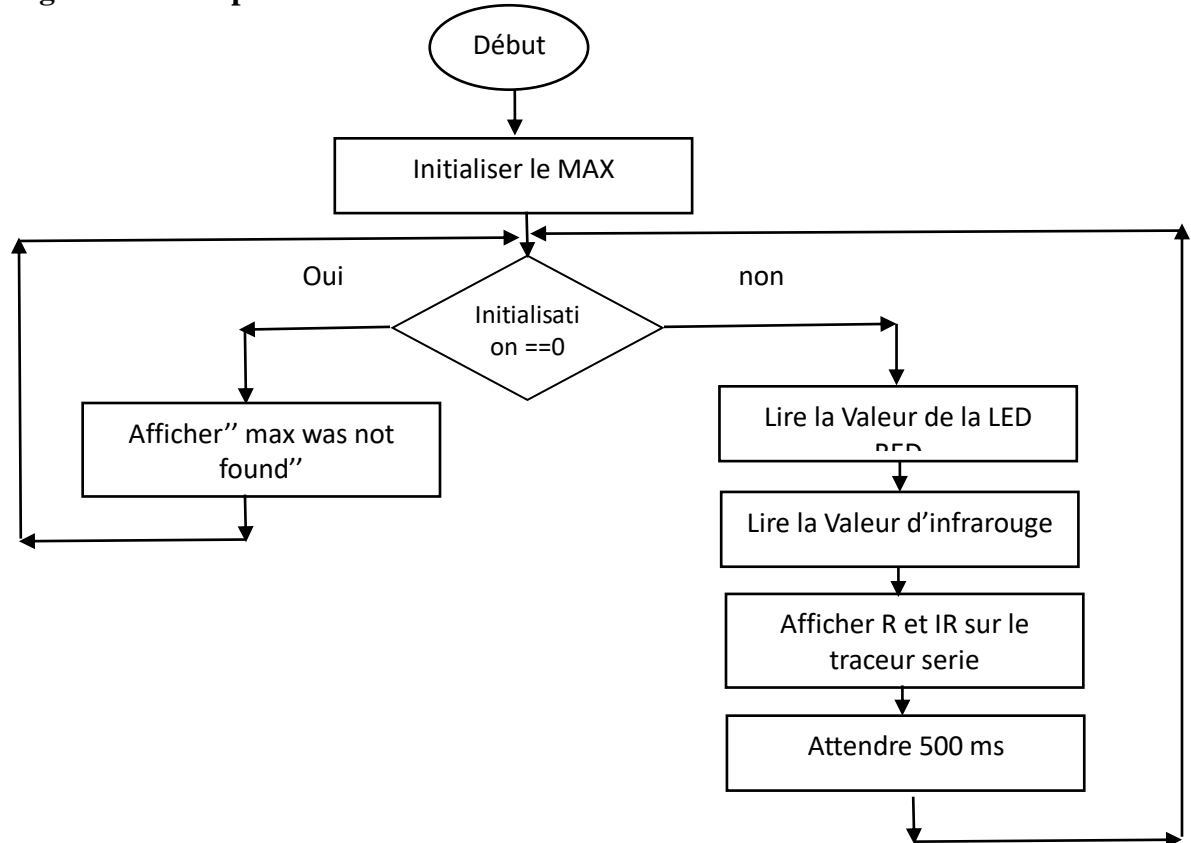 Début
Initialiser le MAX
Oui
non
Initialisati
on ==0
Afficher’’ max was not
found’’
Lire la Valeur de la LED
Lire la Valeur d’infrarouge
Afficher R et IR sur le
traceur serie
Attendre 500 ms